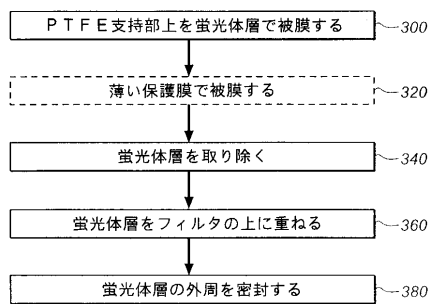 PTFE支持部上を蛍光体層で被膜する 300
薄い保護膜で被膜する 320
蛍光体層を取り除く 340
蛍光体層をフィルタの上に重ねる 360
蛍光体層の外周を密封する 380